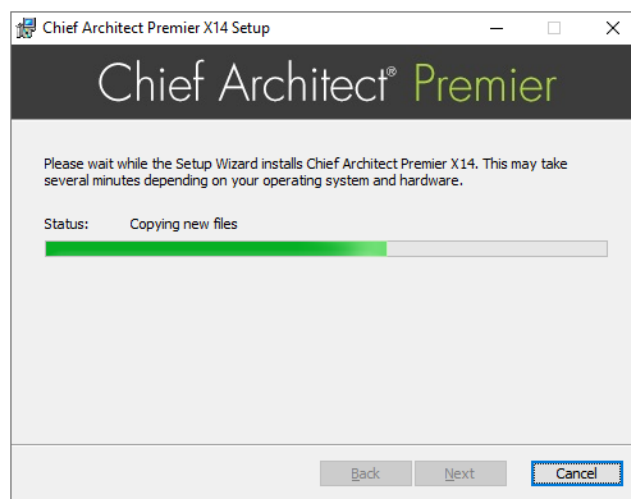 Chief Architect Premier X14 Setup
Chief Architect® Premier
Please wait while the Setup Wizard installs Chief Architect Premier X14. This may take
several minutes depending on your operating system and hardware.
Status: Copying new files
Back Next Cancel